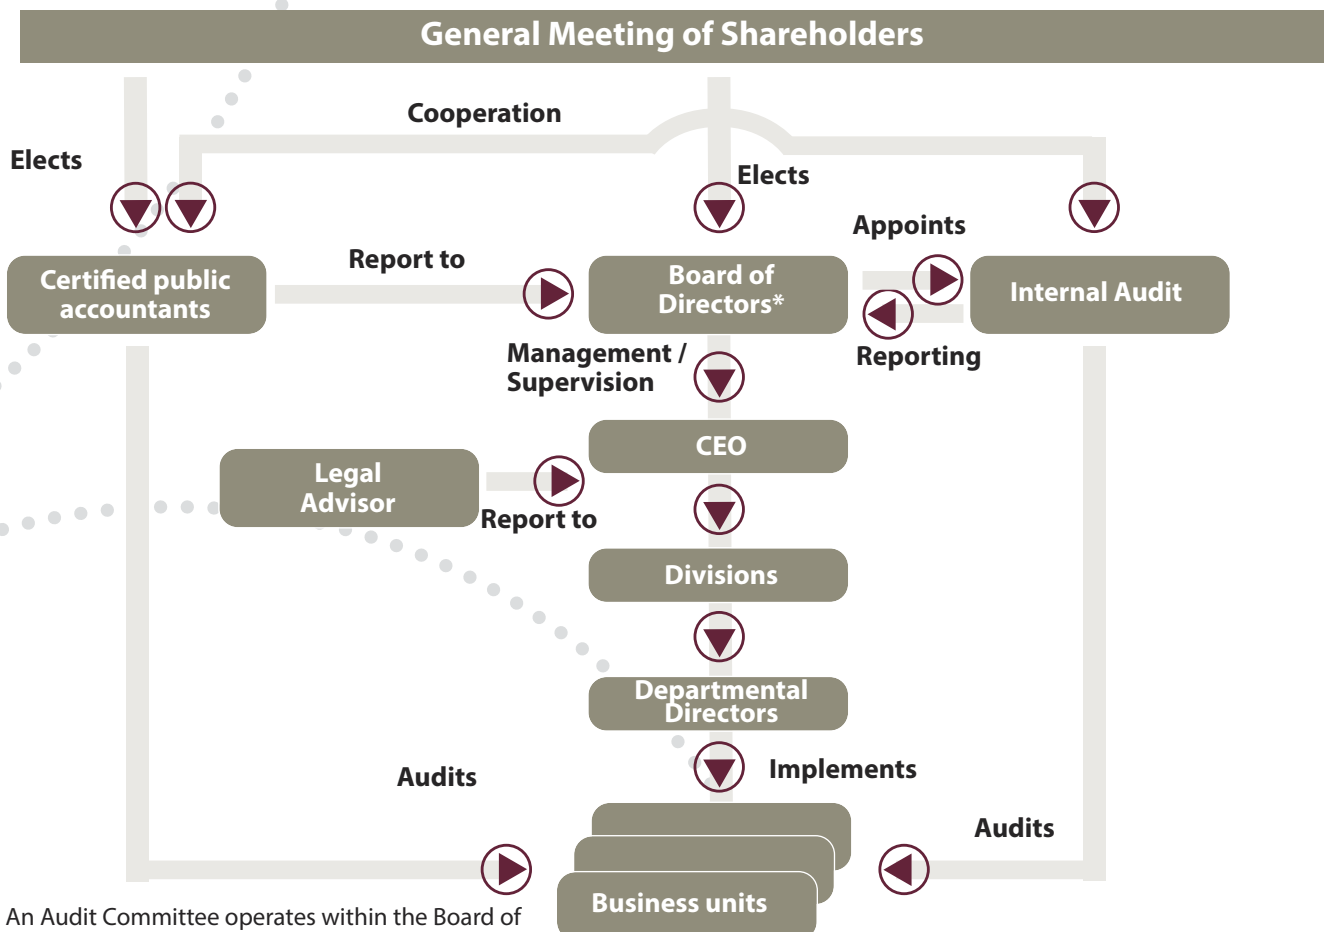 General Meeting of Shareholders
Cooperation
Elects
Elects
Appoints
Report to
Certified public
accountants
Board of
Directors*
Internal Audit
Reporting
Management /
Supervision
CEO
Legal
Advisor
Report to
Divisions
Departmental
Directors
Implements
Audits
Audits
Business units
An Audit Committee operates within the Board of